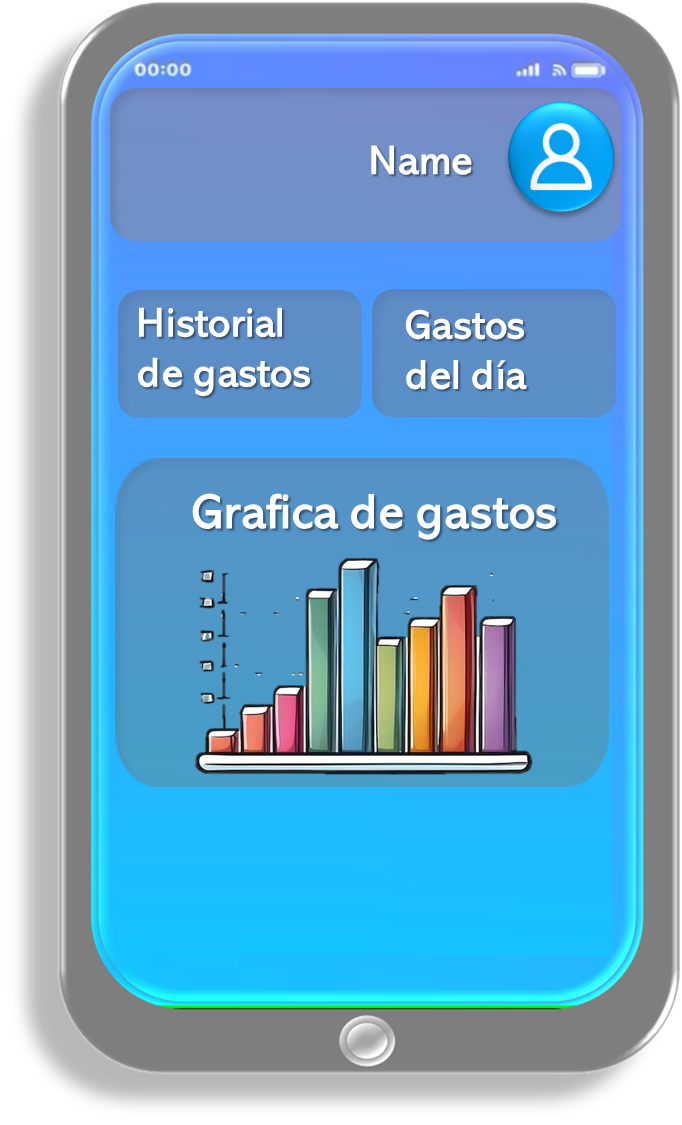 00:00
Name
Historial
de gastos
Gastos
del día
Grafica de gastos